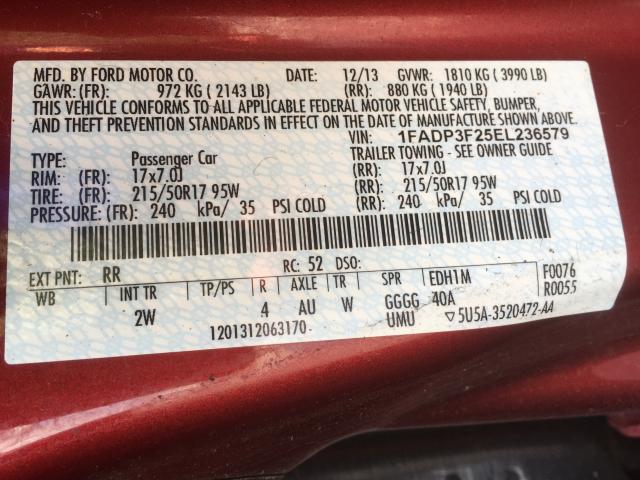 MFD. BY FORD MOTOR CO. DATE: 12/13 GVWR: 1810 KG (3990 LB)
GAWR: (FR): 972 KG (2143 LB) (RR): 880 KG (1940 LB)
THIS VEHICLE CONFORMS TO ALL APPLICABLE FEDERAL MOTOR VEHICLE SAFETY, BUMPER,
AND THEFT PREVENTION STANDARDS IN EFFECT ON THE DATE OF MANUFACTURE SHOWN ABOVE.
VIN: 1FADP3F25EL236579
TYPE: Passenger Car TRAILER TOWING - SEE OWNER GUIDE
RIM: (FR): 17x7.0J (RR): 17x7.0J
TIRE: (FR): 215/50R17 95W (RR): 215/50R17 95W
PRESSURE: (FR): 240 kPa/ 35 PSI COLD (RR): 240 kPa/ 35 PSI COLD
EXT PNT: RR RC: 52 DSO:
WB INT TR TP/PS R AXLE TR SPR EDH1M F0076
2W 4 AU W GGGG 40A R0055
1201312063170 UMU ▽5U5A-3520472-AA